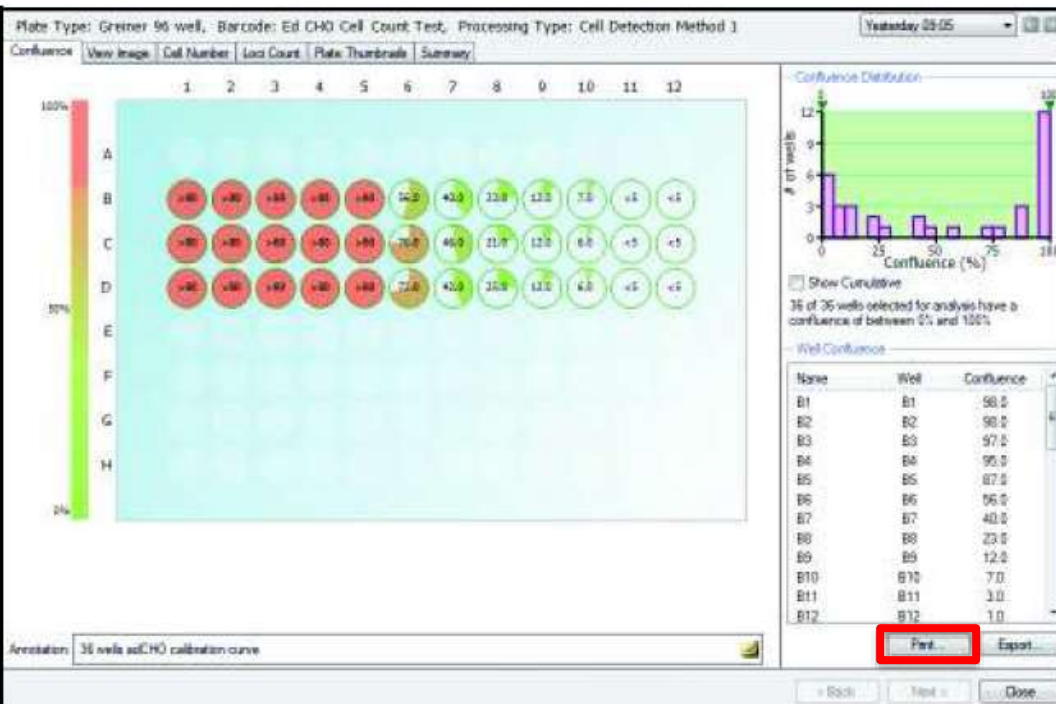 Plate Type: Greiner 96 well, Barcode: Ed CHO Cell Count Test, Processing Type: Cell Detection Method 1
Yesterday 09:05
Confluence View Image Cell Number Loci Count Plate Thumbnails Summary
1 2 3 4 5 6 7 8 9 10 11 12
100%
50%
0%
A
B >80 >80 >80 >80 >80 56.0 40.0 23.0 12.0 7.0 <5 <5
C >80 >80 >80 >80 >80 46.0 21.0 12.0 6.0 <5 <5
D >80 >80 >80 >80 >80 42.0 12.0 6.0 <5 <5
E
F
G
H
Confluence Distribution
# of wells
12
9
6
3
0
0 25 50 75 100
Confluence (%)
Show Cumulative
36 of 36 wells selected for analysis have a
confluence of between 0% and 100%
Well Confluence
Name Well Confluence
B1 B1 98.0
B2 B2 98.0
B3 B3 97.0
B4 B4 95.0
B5 B5 87.0
B6 B6 56.0
B7 B7 40.0
B8 B8 23.0
B9 B9 12.0
B10 B10 7.0
B11 B11 3.0
B12 B12 1.0
Annotation 36 wells adCHO calibration curve
Print... Export...
< Back Next > Close